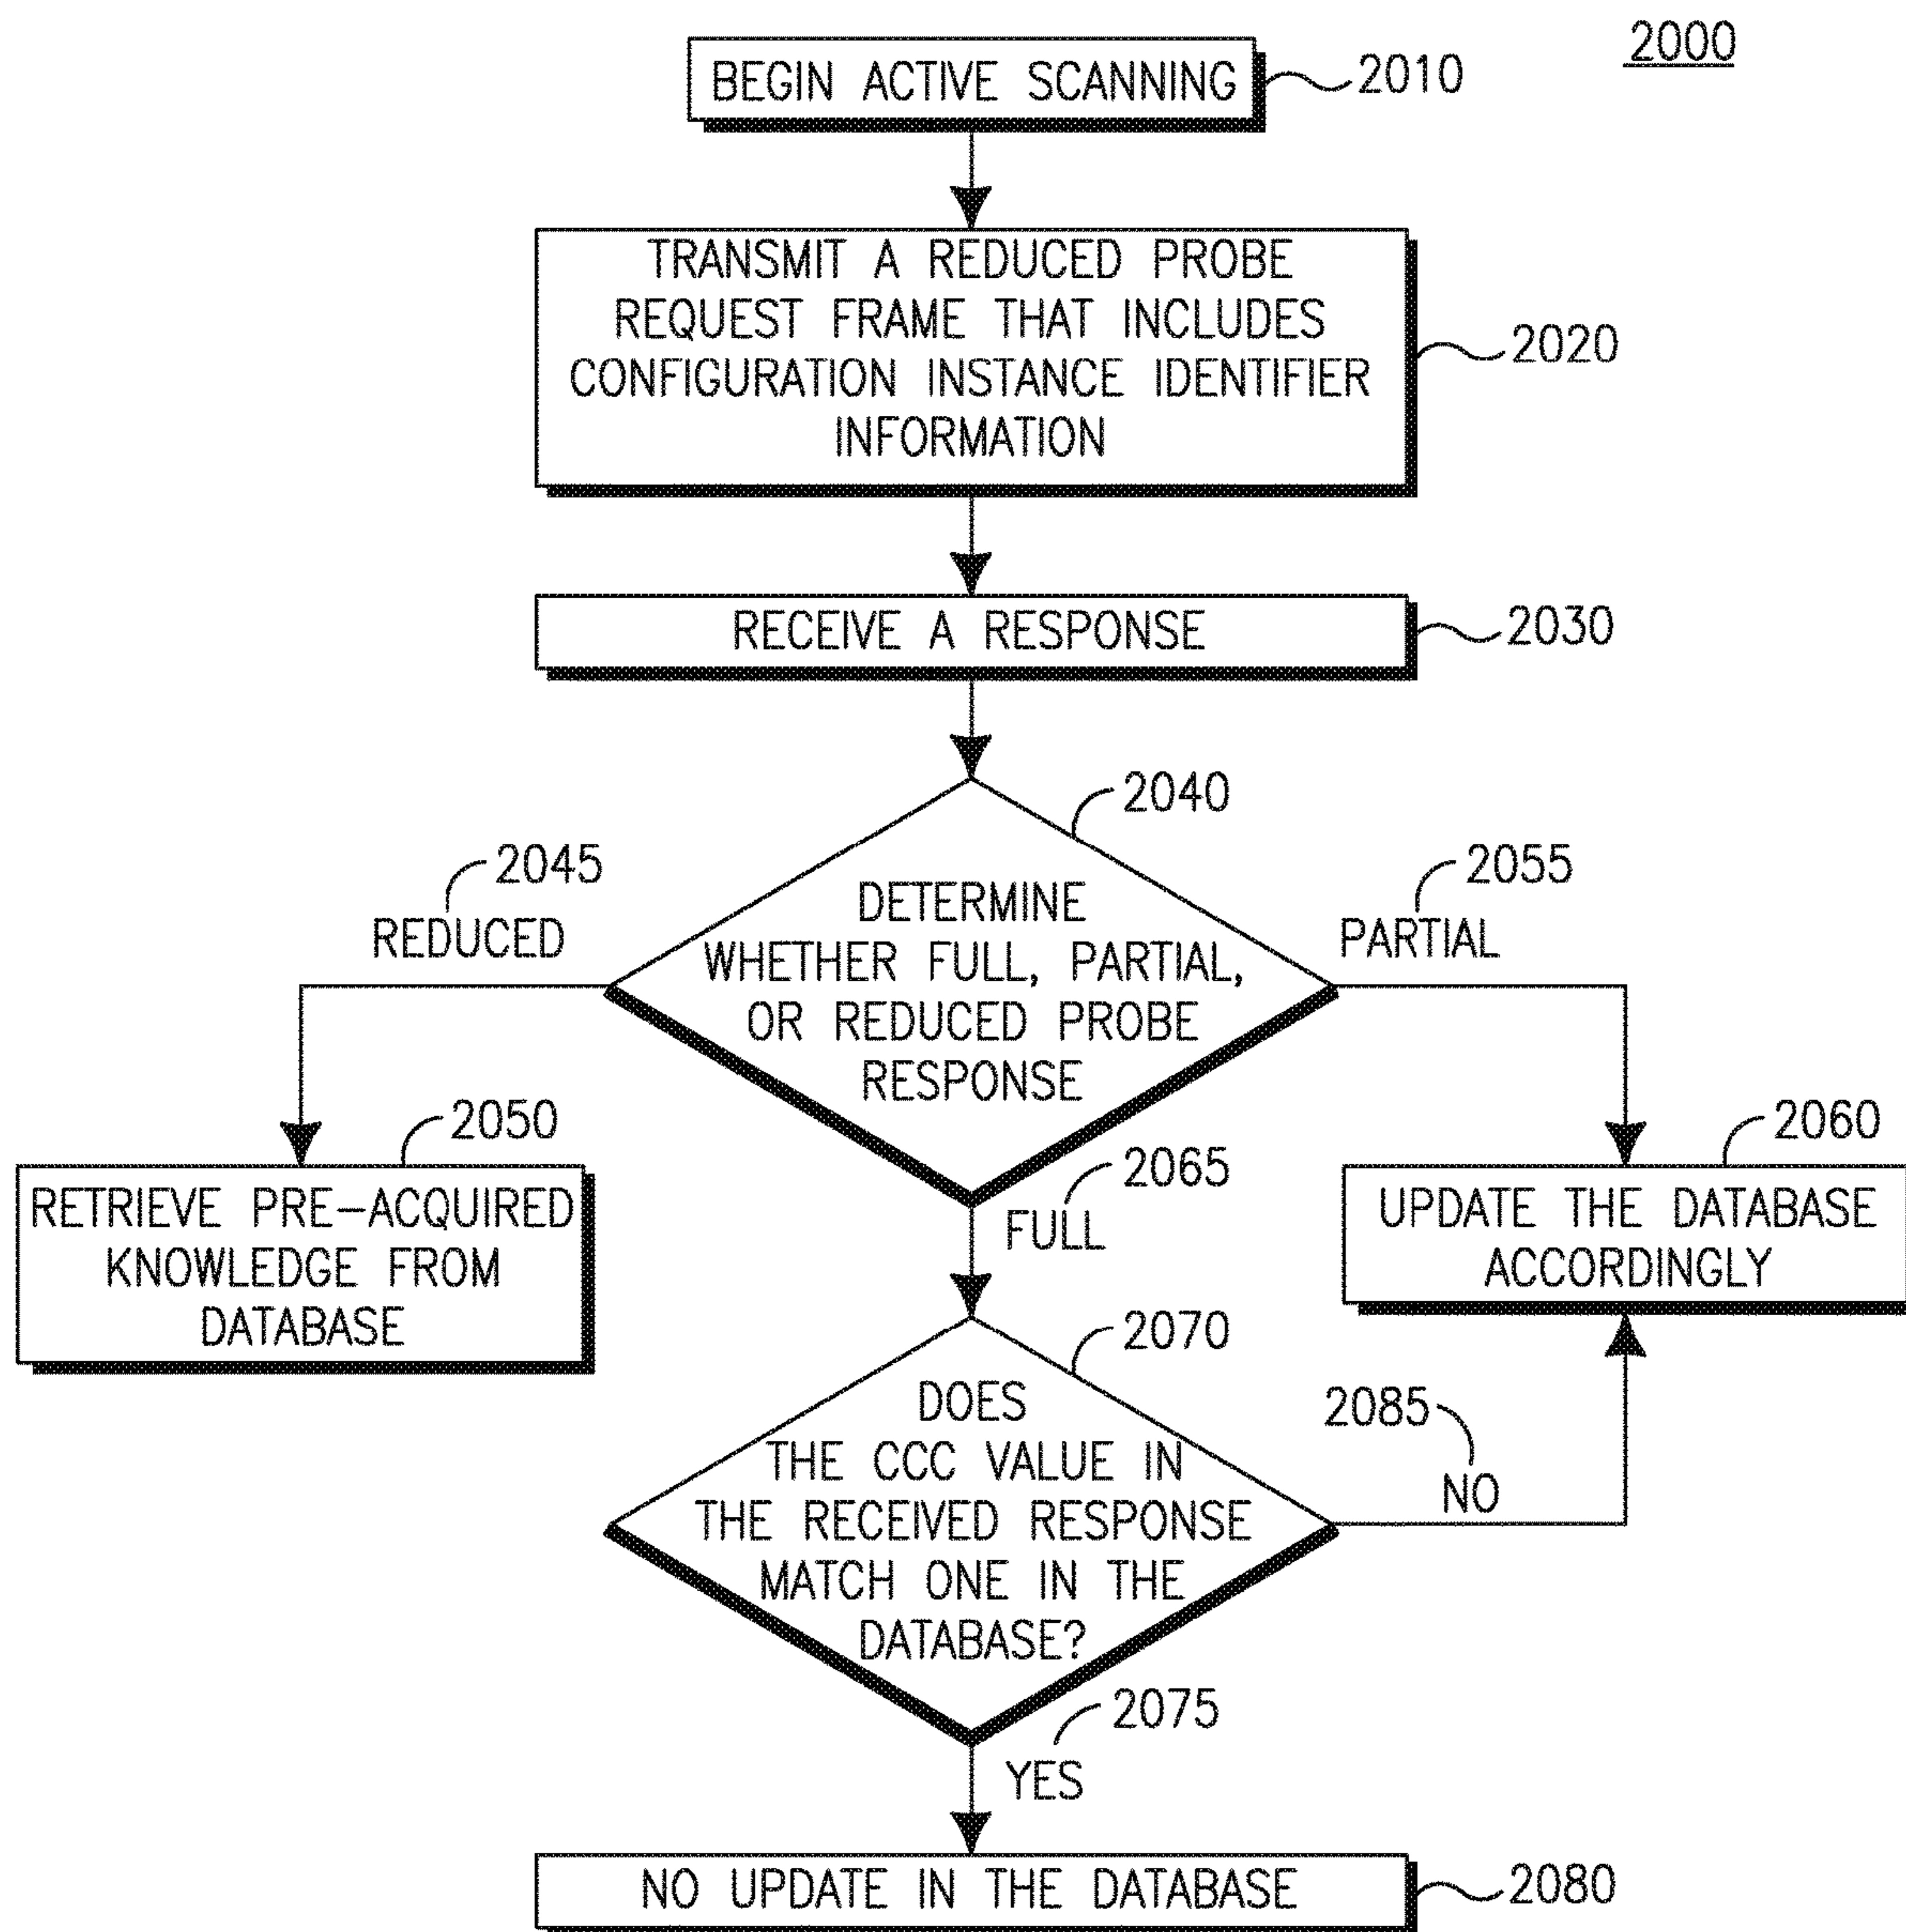 2000
BEGIN ACTIVE SCANNING
2010
TRANSMIT A REDUCED PROBE
REQUEST FRAME THAT INCLUDES
CONFIGURATION INSTANCE IDENTIFIER
INFORMATION
2020
RECEIVE A RESPONSE
2030
2040
DETERMINE
WHETHER FULL, PARTIAL,
OR REDUCED PROBE
RESPONSE
2045
REDUCED
2055
PARTIAL
2050
RETRIEVE PRE-ACQUIRED
KNOWLEDGE FROM
DATABASE
2065
FULL
2060
UPDATE THE DATABASE
ACCORDINGLY
2070
DOES
THE CCC VALUE IN
THE RECEIVED RESPONSE
MATCH ONE IN THE
DATABASE?
2085
NO
2075
YES
NO UPDATE IN THE DATABASE
2080